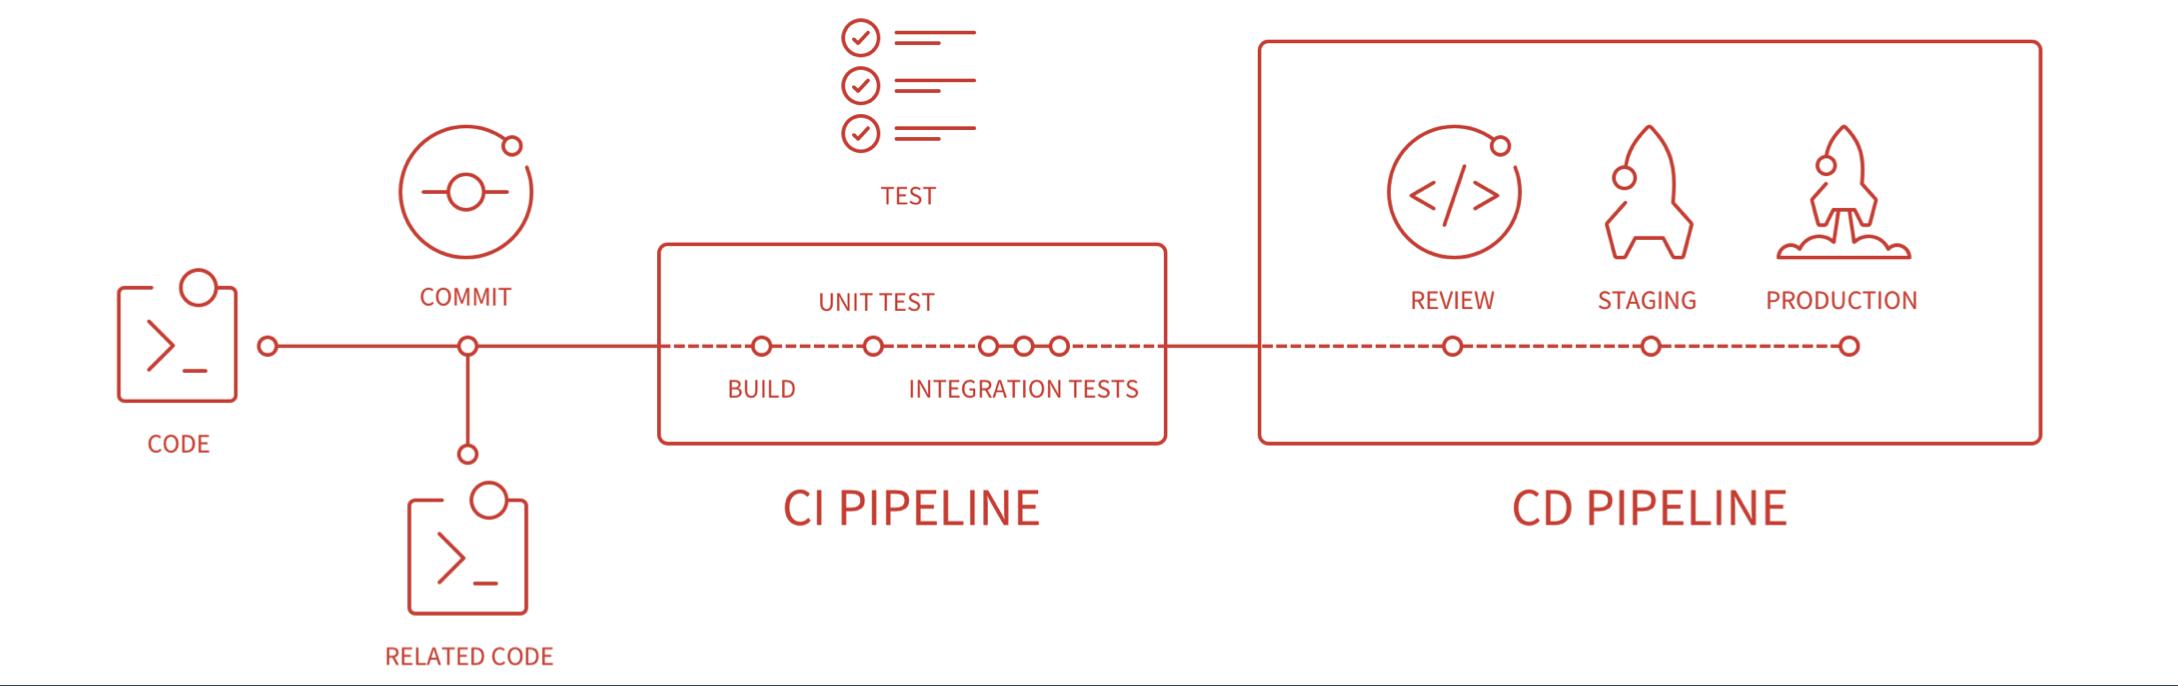 TEST
COMMIT
CODE
RELATED CODE
UNIT TEST
BUILD
INTEGRATION TESTS
CI PIPELINE
REVIEW
STAGING
PRODUCTION
CD PIPELINE